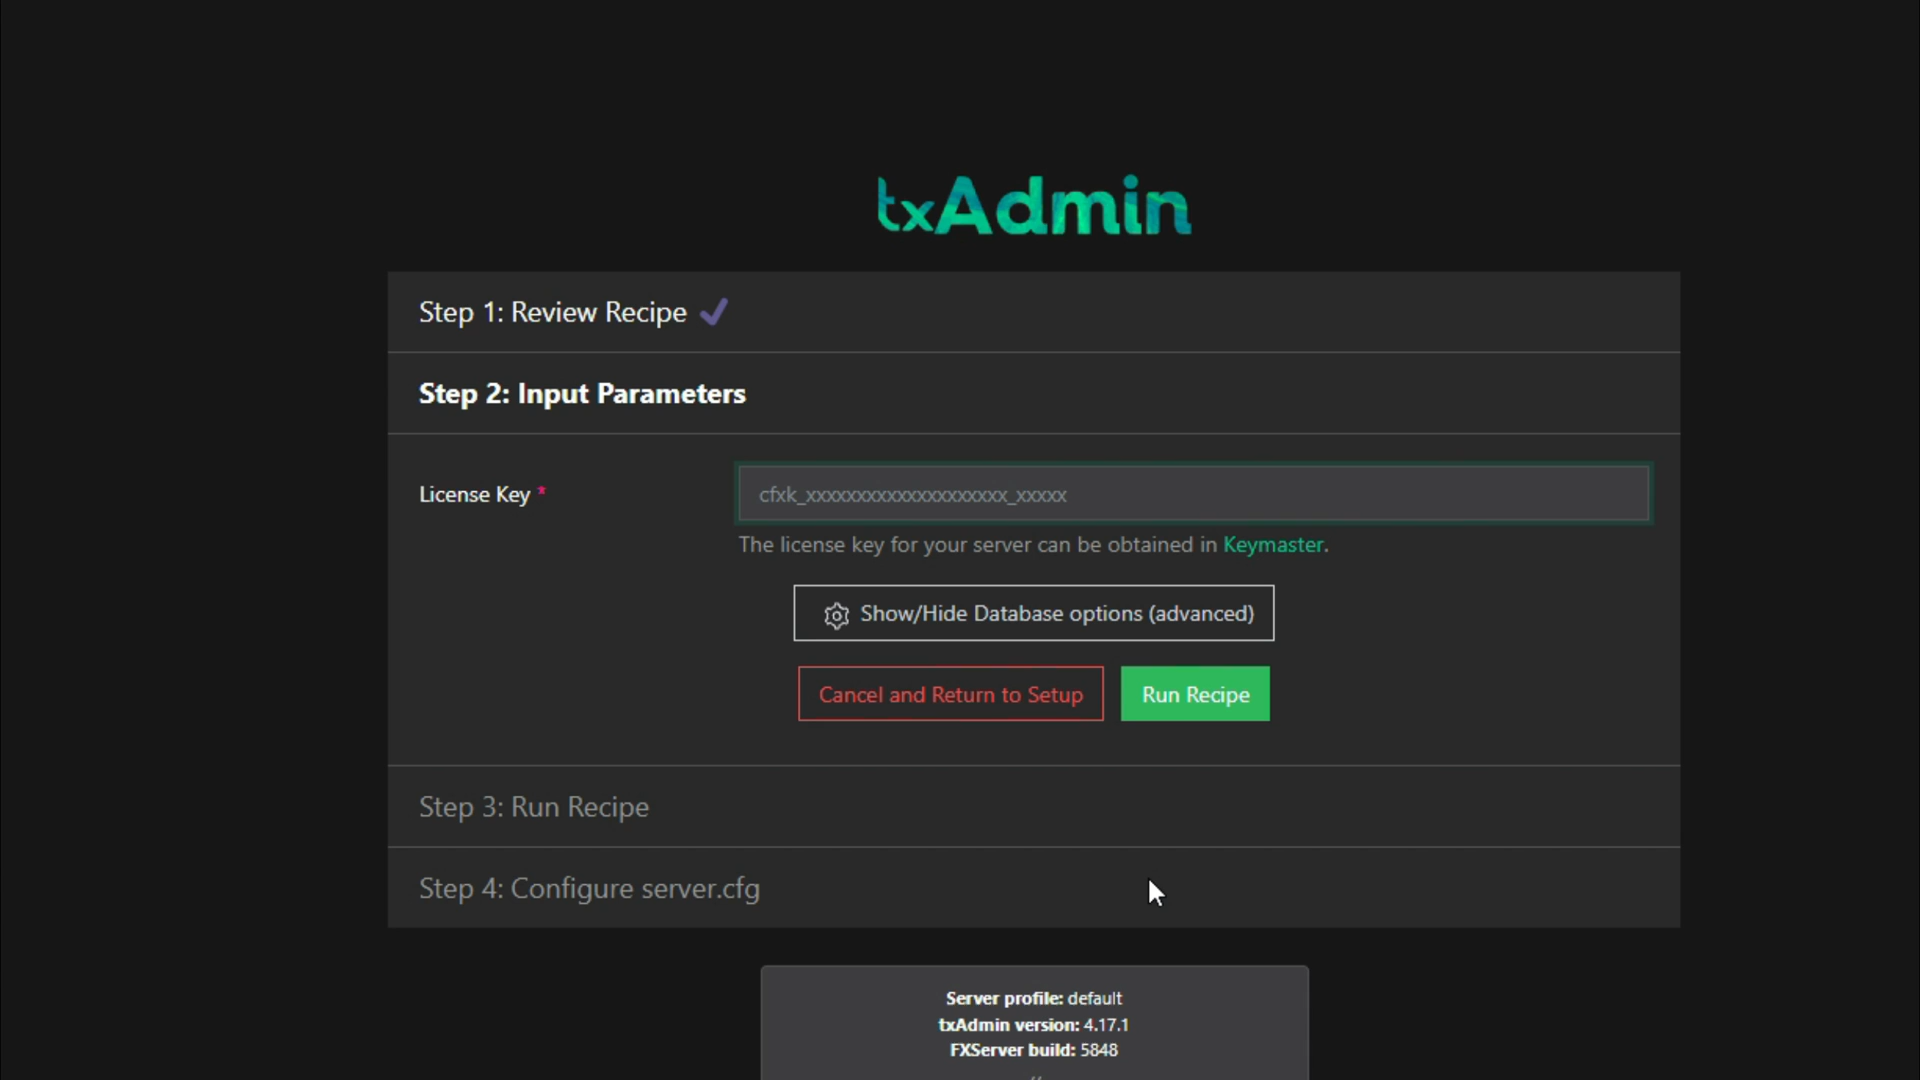 txAdmin
Step 1: Review Recipe
Step 2: Input Parameters
License Key *
cfxk_xxxxxxxxxxxxxxxxxxxx_xxxxx
The license key for your server can be obtained in Keymaster.
Show/Hide Database options (advanced)
Cancel and Return to Setup
Run Recipe
Step 3: Run Recipe
Step 4: Configure server.cfg
Server profile: default
txAdmin version: 4.17.1
FXServer build: 5848